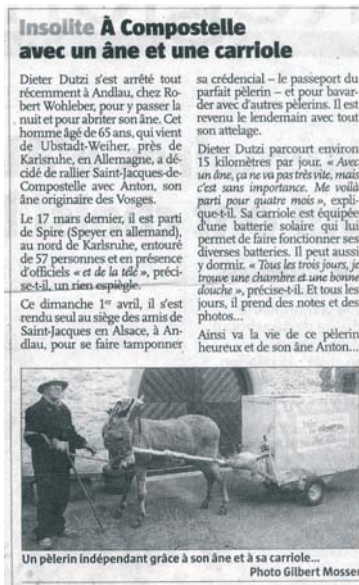 Insolite À Compostelle
avec un âne et une carriole
Dieter Dutzi s'est arrêté tout
récemment à Andlau, chez Ro-
bert Wohleber, pour y passer la
nuit et pour abriter son âne. Cet
homme âgé de 65 ans, qui vient
de Ubstadt-Weiher, près de
Karlsruhe, en Allemagne, a dé-
cidé de rallier Saint-Jacques-de-
Compostelle avec Anton, son
âne originaire des Vosges.
Le 17 mars dernier, il est parti
de Spire (Speyer en allemand),
au nord de Karlsruhe, entouré
de 57 personnes et en présence
d'officiels « et de la télé », préci-
se-t-il, un rien espiègle.
Ce dimanche 1er avril, il s'est
rendu seul au siège des amis de
Saint-Jacques en Alsace, à An-
dlau, pour se faire tamponner
sa crédencial – le passeport du
parfait pèlerin – et pour bavar-
der avec d'autres pèlerins. Il est
revenu le lendemain avec tout
son attelage.
Dieter Dutzi parcourt environ
15 kilomètres par jour. « Avec
un âne, ça ne va pas très vite, mais
c'est sans importance. Me voilà
parti pour quatre mois », expli-
que-t-il. Sa carriole est équipée
d'une batterie solaire qui lui
permet de faire fonctionner ses
diverses batteries. Il peut aussi
y dormir. « Tous les trois jours, je
trouve une chambre et une bonne
douche », précise-t-il. Et tous les
jours, il prend des notes et des
photos...
Ainsi va la vie de ce pèlerin
heureux et de son âne Anton...
Un pèlerin indépendant grâce à son âne et à sa carriole...
Photo Gilbert Mosser